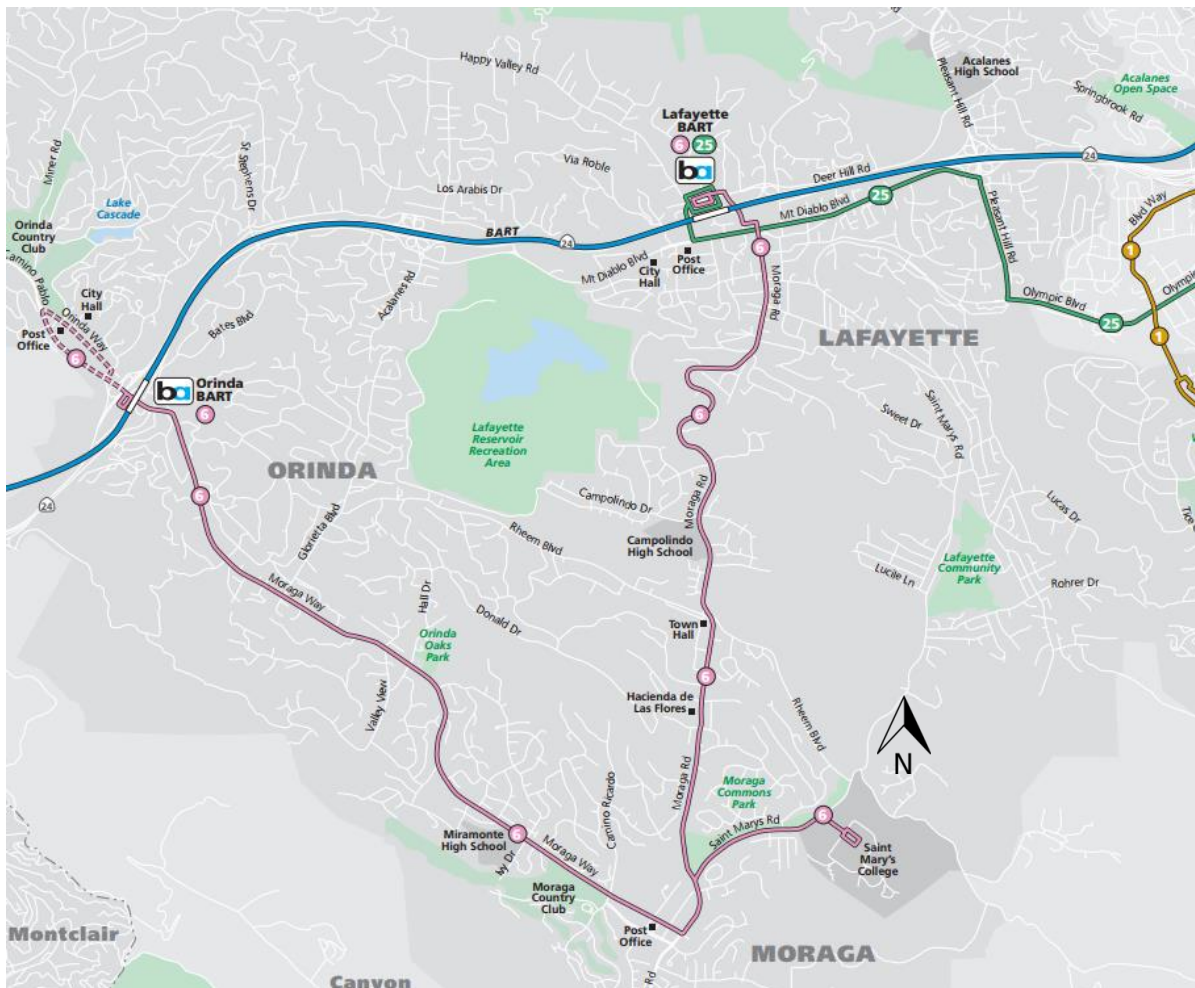 Happy Valley Rd
Acalanes
High School
Pleasant Hill Rd
Acalanes
Open Space
Springbrook Rd
Lafayette
BART
6
25
ba
Miner Rd
St Stephens Dr
Via Roble
Deer Hill Rd
24
Lake
Cascade
Los Arabis Dr
Mt Diablo Blvd
25
Blvd Way
Orinda
Country
Club
BART
24
Pleasant Hill Rd
Camino Pablo
Mt Diablo Blvd
City
Hall
Post
Office
6
Moraga Rd
1
City
Hall
Acalanes Rd
Olympic Blvd
Olympic
Orinda Way
Post
Office
Bates Blvd
25
LAFAYETTE
1
6
ba
Orinda
BART
6
6
Sweet Dr
Saint Marys Rd
Lafayette
Reservoir
Recreation
Area
ORINDA
24
6
Campolindo Dr
Moraga Rd
Lucas Dr
Tice
Glorietta Blvd
Rheem Blvd
Campolindo
High School
Lafayette
Community
Park
Lucile Ln
Rohrer Dr
Moraga Way
Hall Dr
Donald Dr
Town
Hall
Orinda
Oaks
Park
6
Valley View
Hacienda de
Las Flores
Rheem Blvd
N
Moraga Rd
Moraga
Commons
Park
Camino Ricardo
Saint Marys Rd
6
Miramonte
High School
6
Ivy Dr
Moraga Way
Saint
Mary's
College
Moraga
Country
Club
Post
Office
Montclair
MORAGA
Rd
Canyon